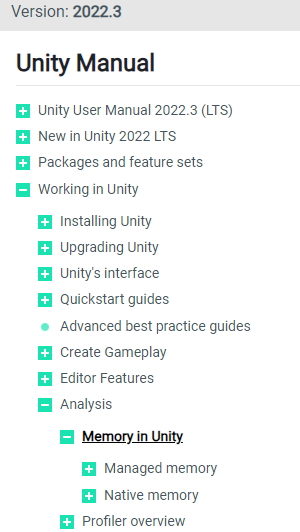 Version: 2022.3
Unity Manual
Unity User Manual 2022.3 (LTS)
New in Unity 2022 LTS
Packages and feature sets
Working in Unity
Installing Unity
Upgrading Unity
Unity's interface
Quickstart guides
Advanced best practice guides
Create Gameplay
Editor Features
Analysis
Memory in Unity
Managed memory
Native memory
Profiler overview